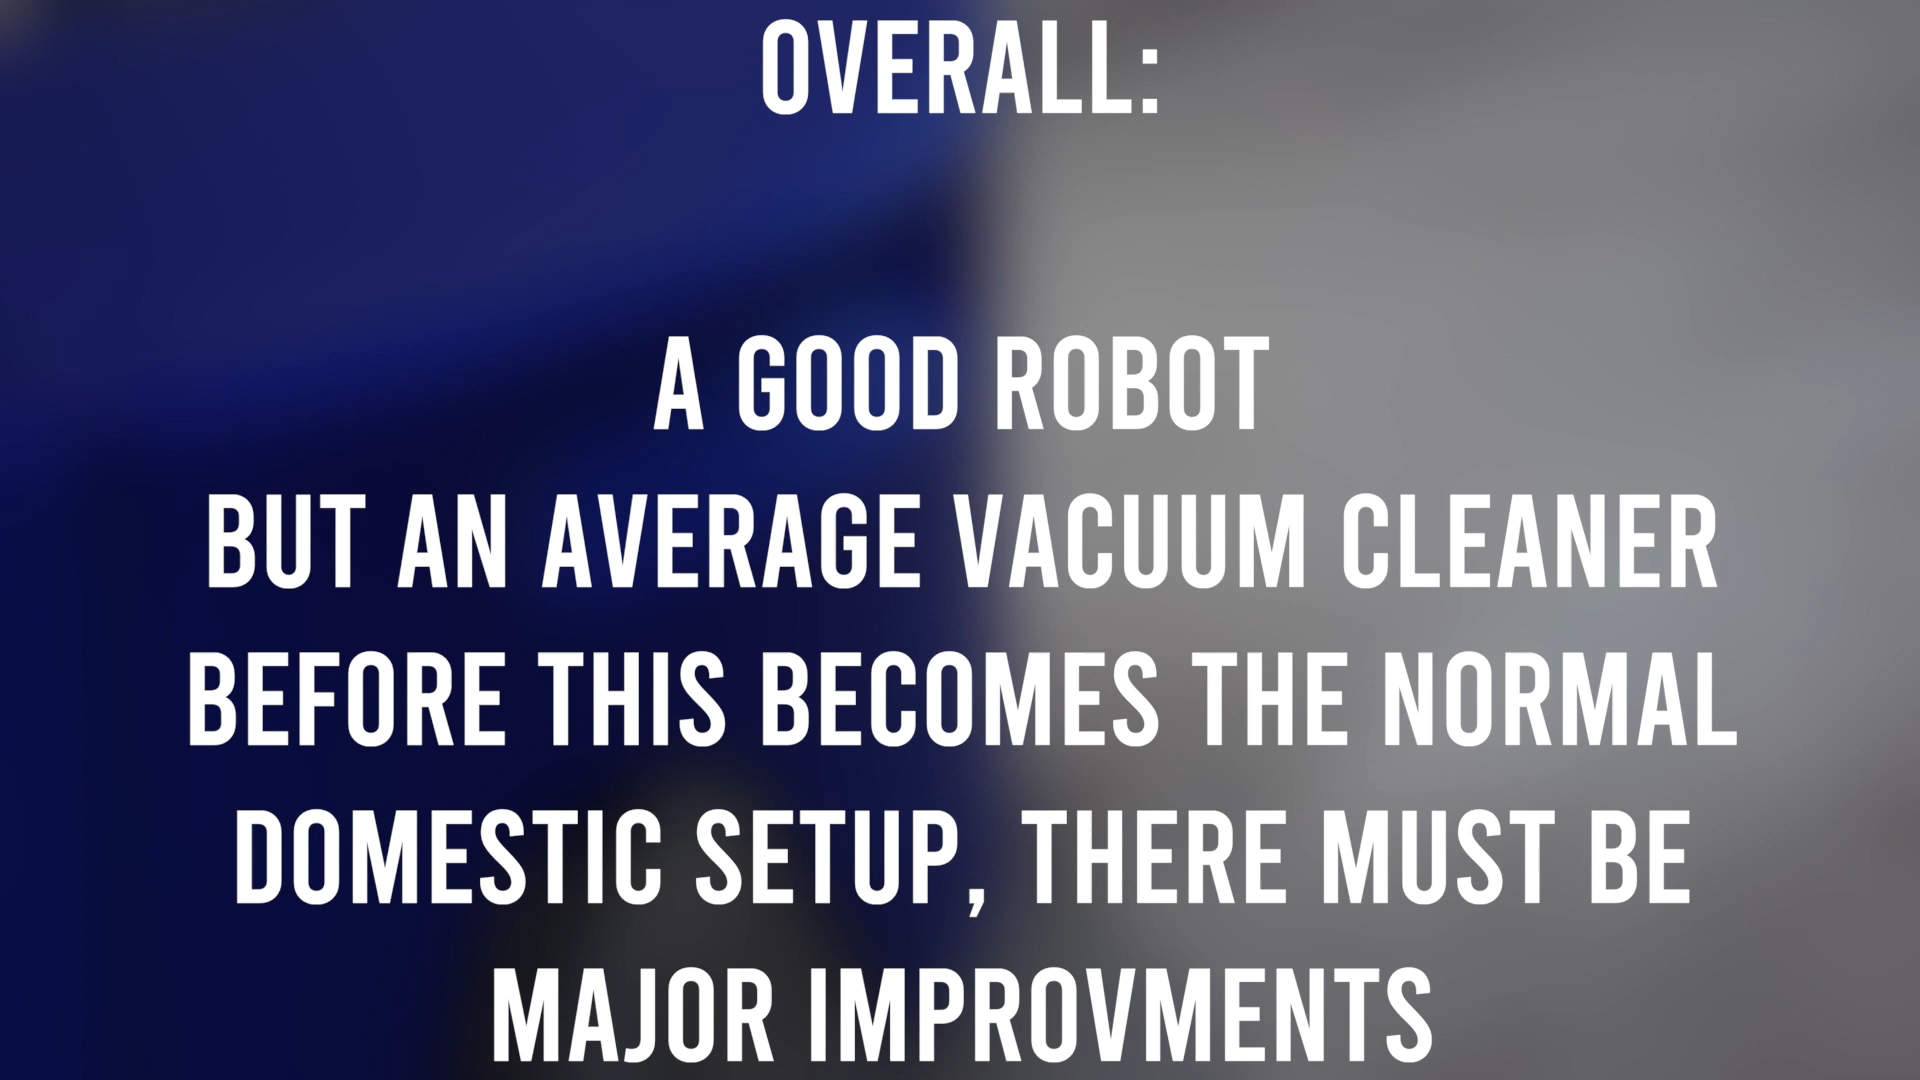 OVERALL:
A GOOD ROBOT
BUT AN AVERAGE VACUUM CLEANER
BEFORE THIS BECOMES THE NORMAL
DOMESTIC SETUP, THERE MUST BE
MAJOR IMPROVMENTS